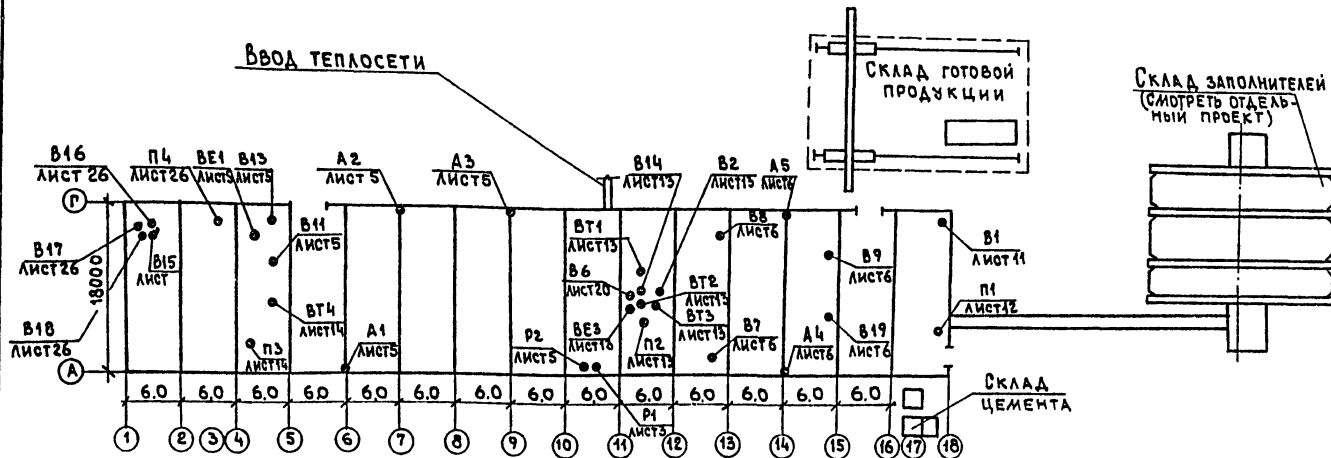 Ввод теплосети
Склад готовой
продукции
Склад заполнителей
(смотреть отдель-
ный проект)
В16
лист 26
П4
лист26
ВЕ1
лист5
В13
лист5
А2
лист 5
А3
лист5
В14
лист13
В2
лист13
А5
лист6
Г
В17
лист26
В15
лист
В11
лист5
ВТ1
лист13
В8
лист6
В9
лист6
В1
лист 11
18000
В6
лист20
ВТ2
лист13
П1
лист12
В18
лист26
ВТ4
лист14
ВТ3
лист13
П3
лист14
А1
лист5
Р2
лист5
ВЕ3
П2
лист13
В7
лист6
А4
лист6
В19
лист6
А
6.0 6.0 6.0 6.0 6.0 6.0 6.0 6.0 6.0 6.0 6.0 6.0 6.0 6.0
Р1
лист3
Склад
цемента
1 2 3 4 5 6 7 8 9 10 11 12 13 14 15 16 17 18